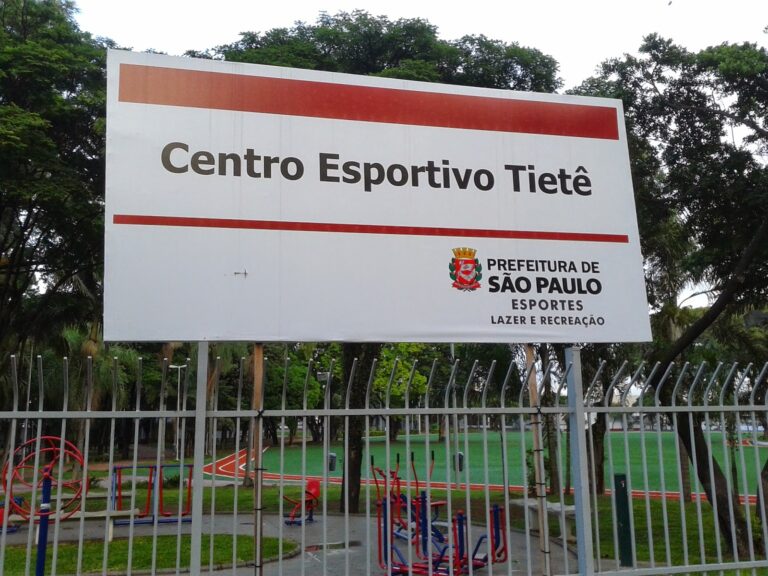 Centro Esportivo Tietê
PREFEITURA DE
SÃO PAULO
ESPORTES
LAZER E RECREAÇÃO